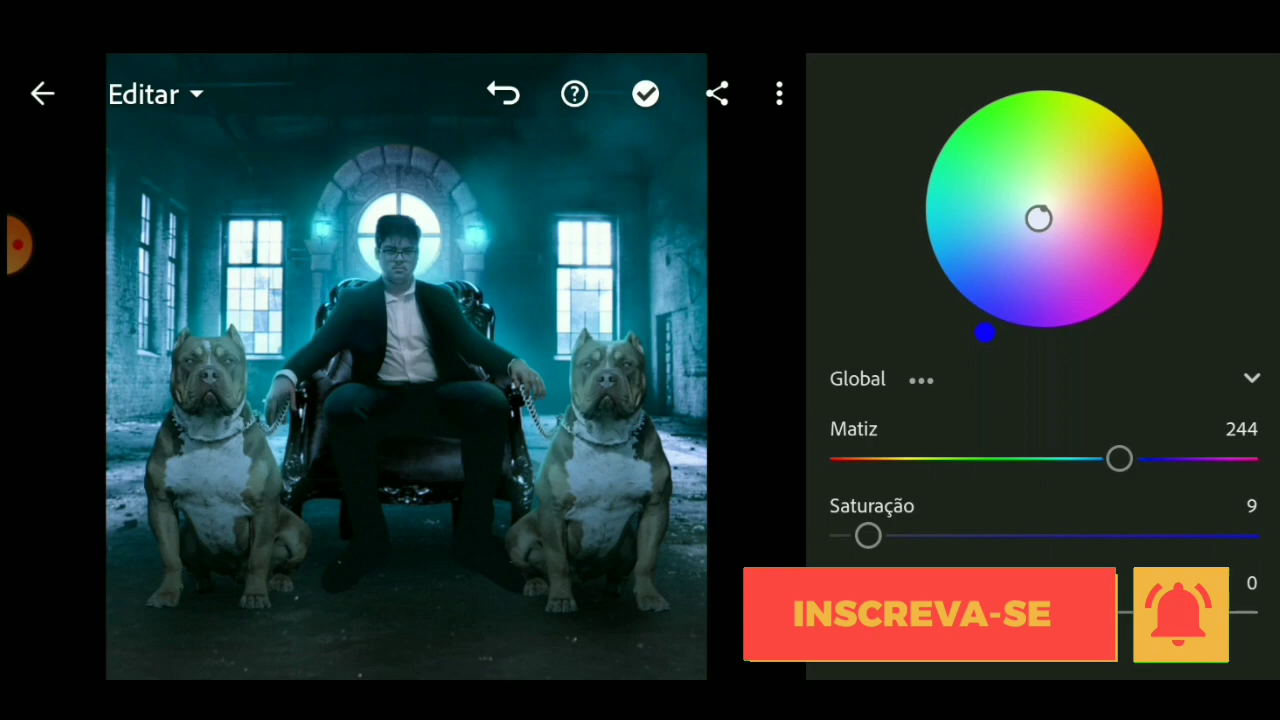 Editar
Global
Matiz 244
Saturação 9
0
INSCREVA-SE